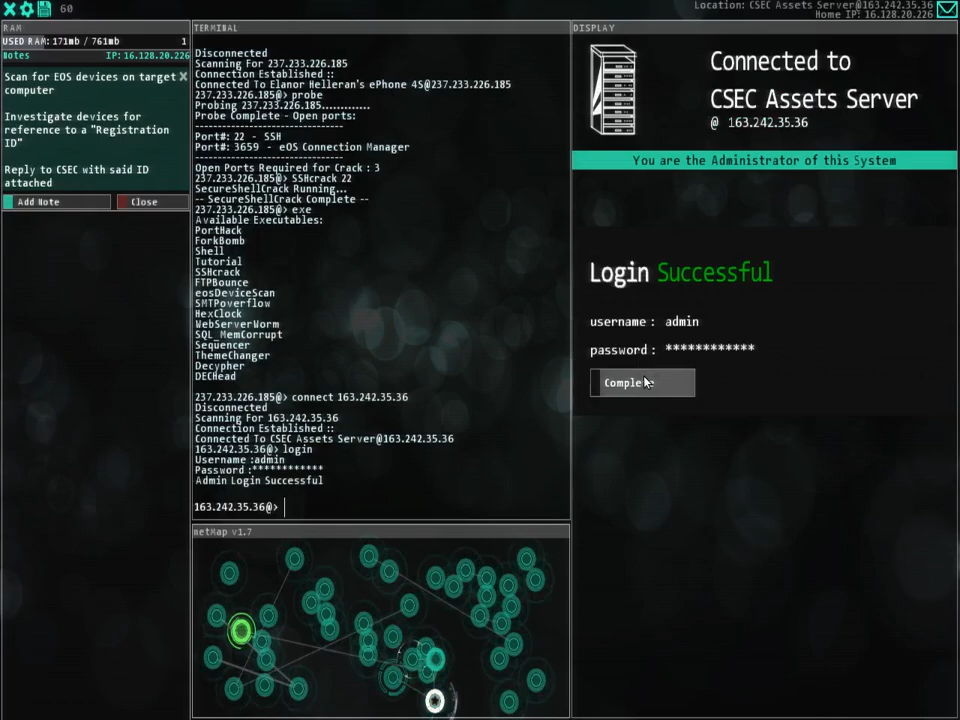 60
Location: CSEC Assets Server@163.242.35.36
Home IP: 16.128.20.226
RAM
USED RAM: 171mb / 761mb 1
Notes IP:16.128.20.226
Scan for EOS devices on target
computer
Investigate devices for
reference to a "Registration
ID"
Reply to CSEC with said ID
attached
Add Note Close
TERMINAL
Disconnected
Scanning For 237.233.226.185
Connection Established ::
Connected To Elanor Helleran's ePhone 4S@237.233.226.185
237.233.226.185@> probe
Probing 237.233.226.185............
Probe Complete - Open ports:
---------------------------------
Port#: 22 - SSH
Port#: 3659 - eOS Connection Manager
---------------------------------
Open Ports Required for Crack : 3
237.233.226.185@> SSHcrack 22
SecureShellCrack Running...
-- SecureShellCrack Complete --
237.233.226.185@> exe
Available Executables:
PortHack
ForkBomb
Shell
Tutorial
SSHcrack
FTPBounce
eosDeviceScan
SMTPoverflow
HexClock
WebServerWorm
SQL_MemCorrupt
Sequencer
ThemeChanger
Decypher
DECHead
237.233.226.185@> connect 163.242.35.36
Disconnected
Scanning For 163.242.35.36
Connection Established ::
Connected To CSEC Assets Server@163.242.35.36
163.242.35.36@> login
Username :admin
Password :************
Admin Login Successful
163.242.35.36@>
netMap v1.7
DISPLAY
Connected to
CSEC Assets Server
@ 163.242.35.36
You are the Administrator of this System
Login Successful
username : admin
password : ************
Complete